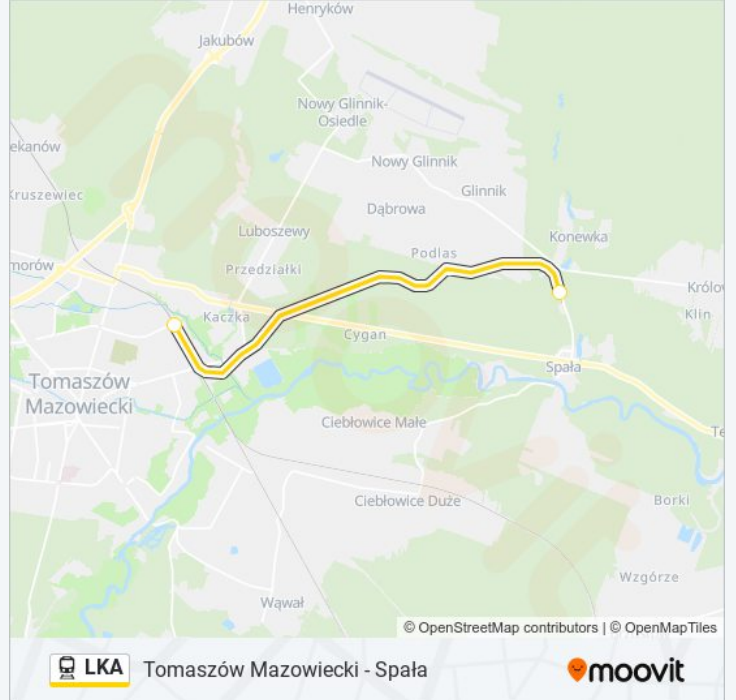 Henryków
Jakubów
Nowy Glinnik-
Osiedle
ekanów
Nowy Glinnik
Kruszewiec
Glinnik
Dąbrowa
Luboszewy
Konewka
Podlas
morów
Przedziałki
Królow
Klin
Kaczka
Cygan
Spała
Tomaszów
Mazowiecki
Ciebłowice Małe
Te
Ciebłowice Duże
Borki
Wzgórze
Wąwał
© OpenStreetMap contributors | © OpenMapTiles
LKA Tomaszów Mazowiecki - Spała
moovit